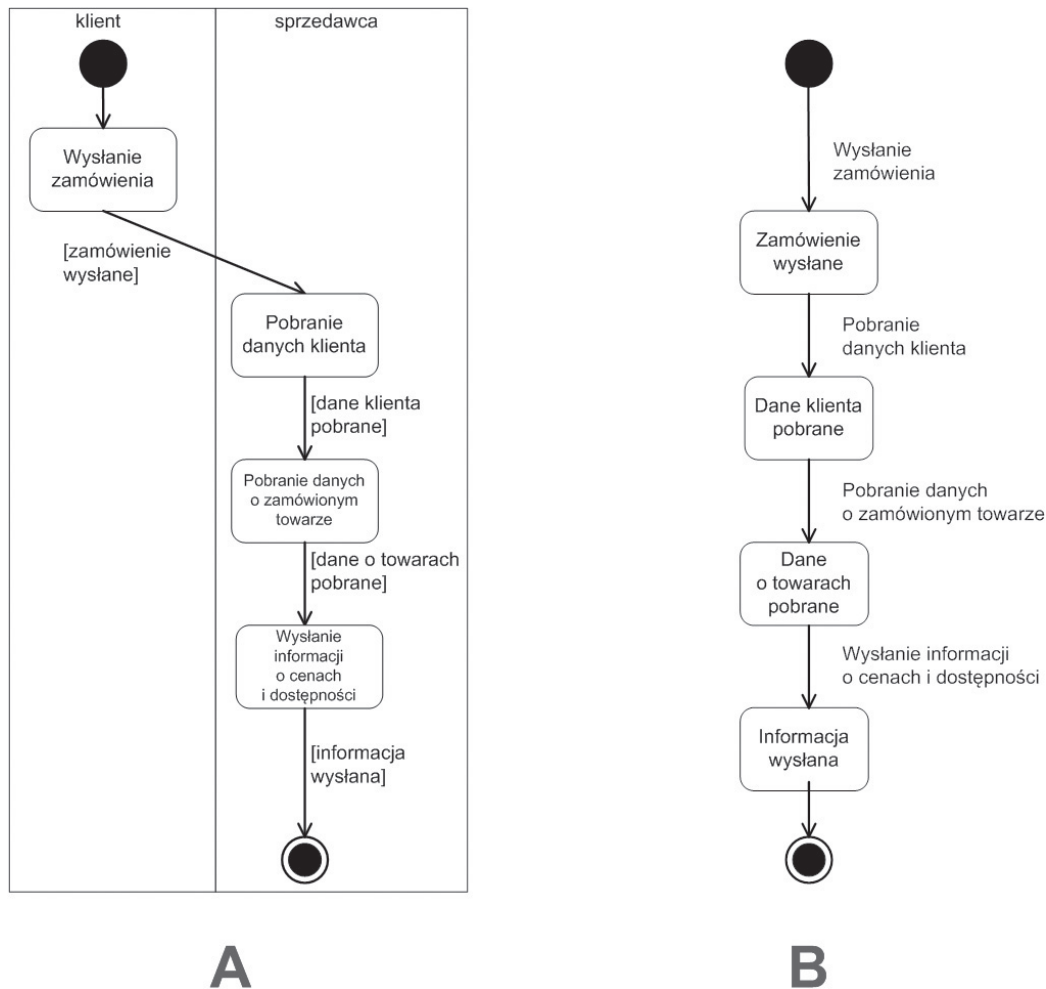 klient
sprzedawca
Wysłanie
zamówienia
[zamówienie
wysłane]
Pobranie
danych klienta
[dane klienta
pobrane]
Pobranie danych
o zamówionym
towarze
[dane o towarach
pobrane]
Wysłanie
informacji
o cenach
i dostępności
[informacja
wysłana]
A
Wysłanie
zamówienia
Zamówienie
wysłane
Pobranie
danych klienta
Dane klienta
pobrane
Pobranie danych
o zamówionym towarze
Dane
o towarach
pobrane
Wysłanie informacji
o cenach i dostępności
Informacja
wysłana
B